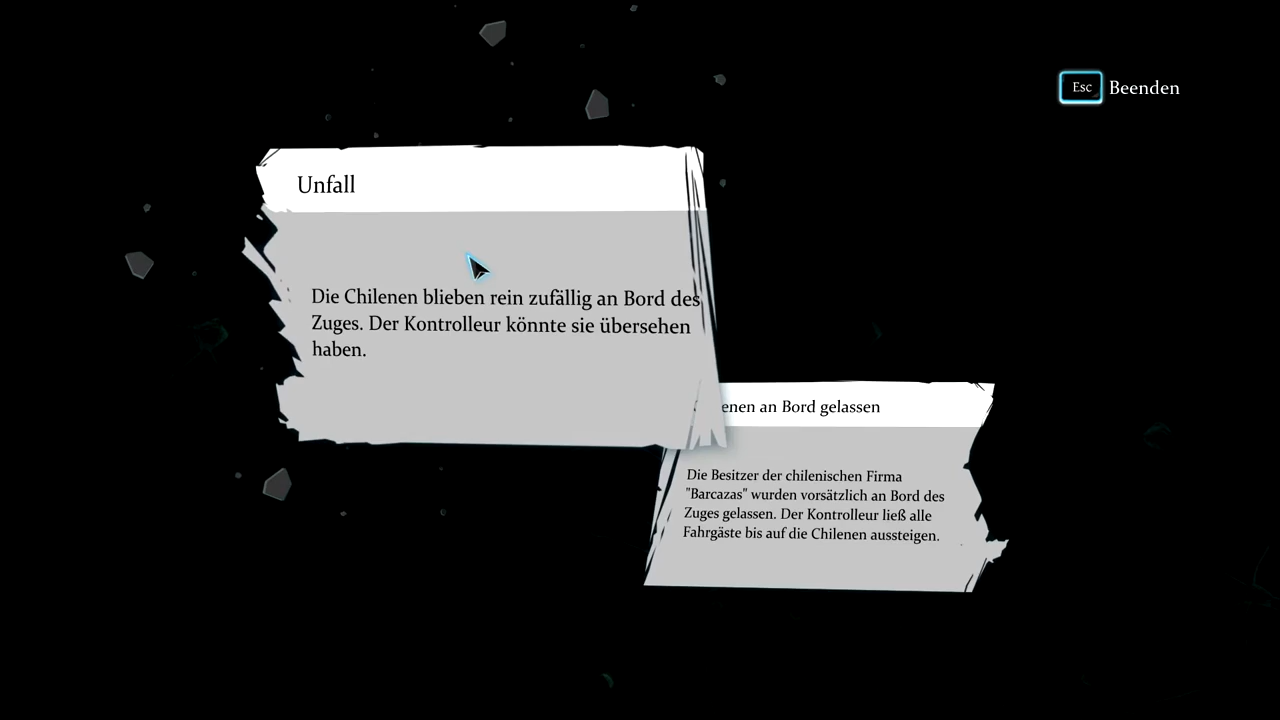 Esc Beenden
Unfall
Die Chilenen blieben rein zufällig an Bord des
Zuges. Der Kontrolleur könnte sie übersehen
haben.
an Bord gelassen
Die Besitzer der chilenischen Firma
"Barcazas" wurden vorsätzlich an Bord des
Zuges gelassen. Der Kontrolleur ließ alle
Fahrgäste bis auf die Chilenen aussteigen.